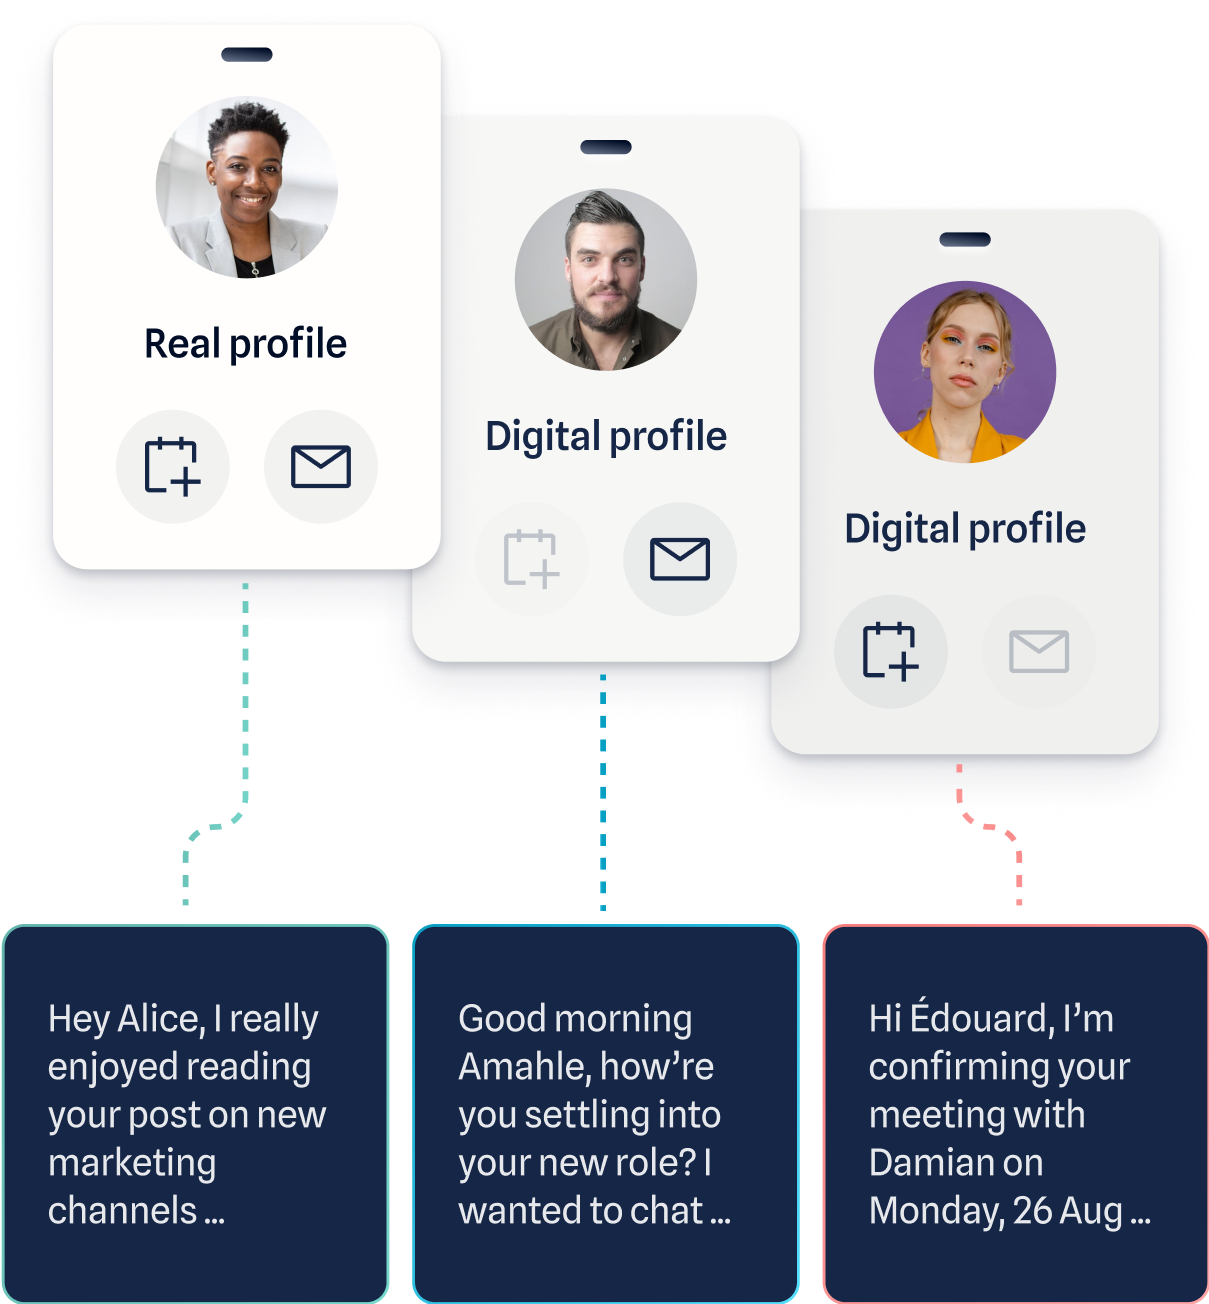 Real profile
Digital profile
Digital profile
Hey Alice, I really
enjoyed reading
your post on new
marketing
channels ...
Good morning
Amahle, how’re
you settling into
your new role? I
wanted to chat ...
Hi Édouard, I’m
confirming your
meeting with
Damian on
Monday, 26 Aug ...